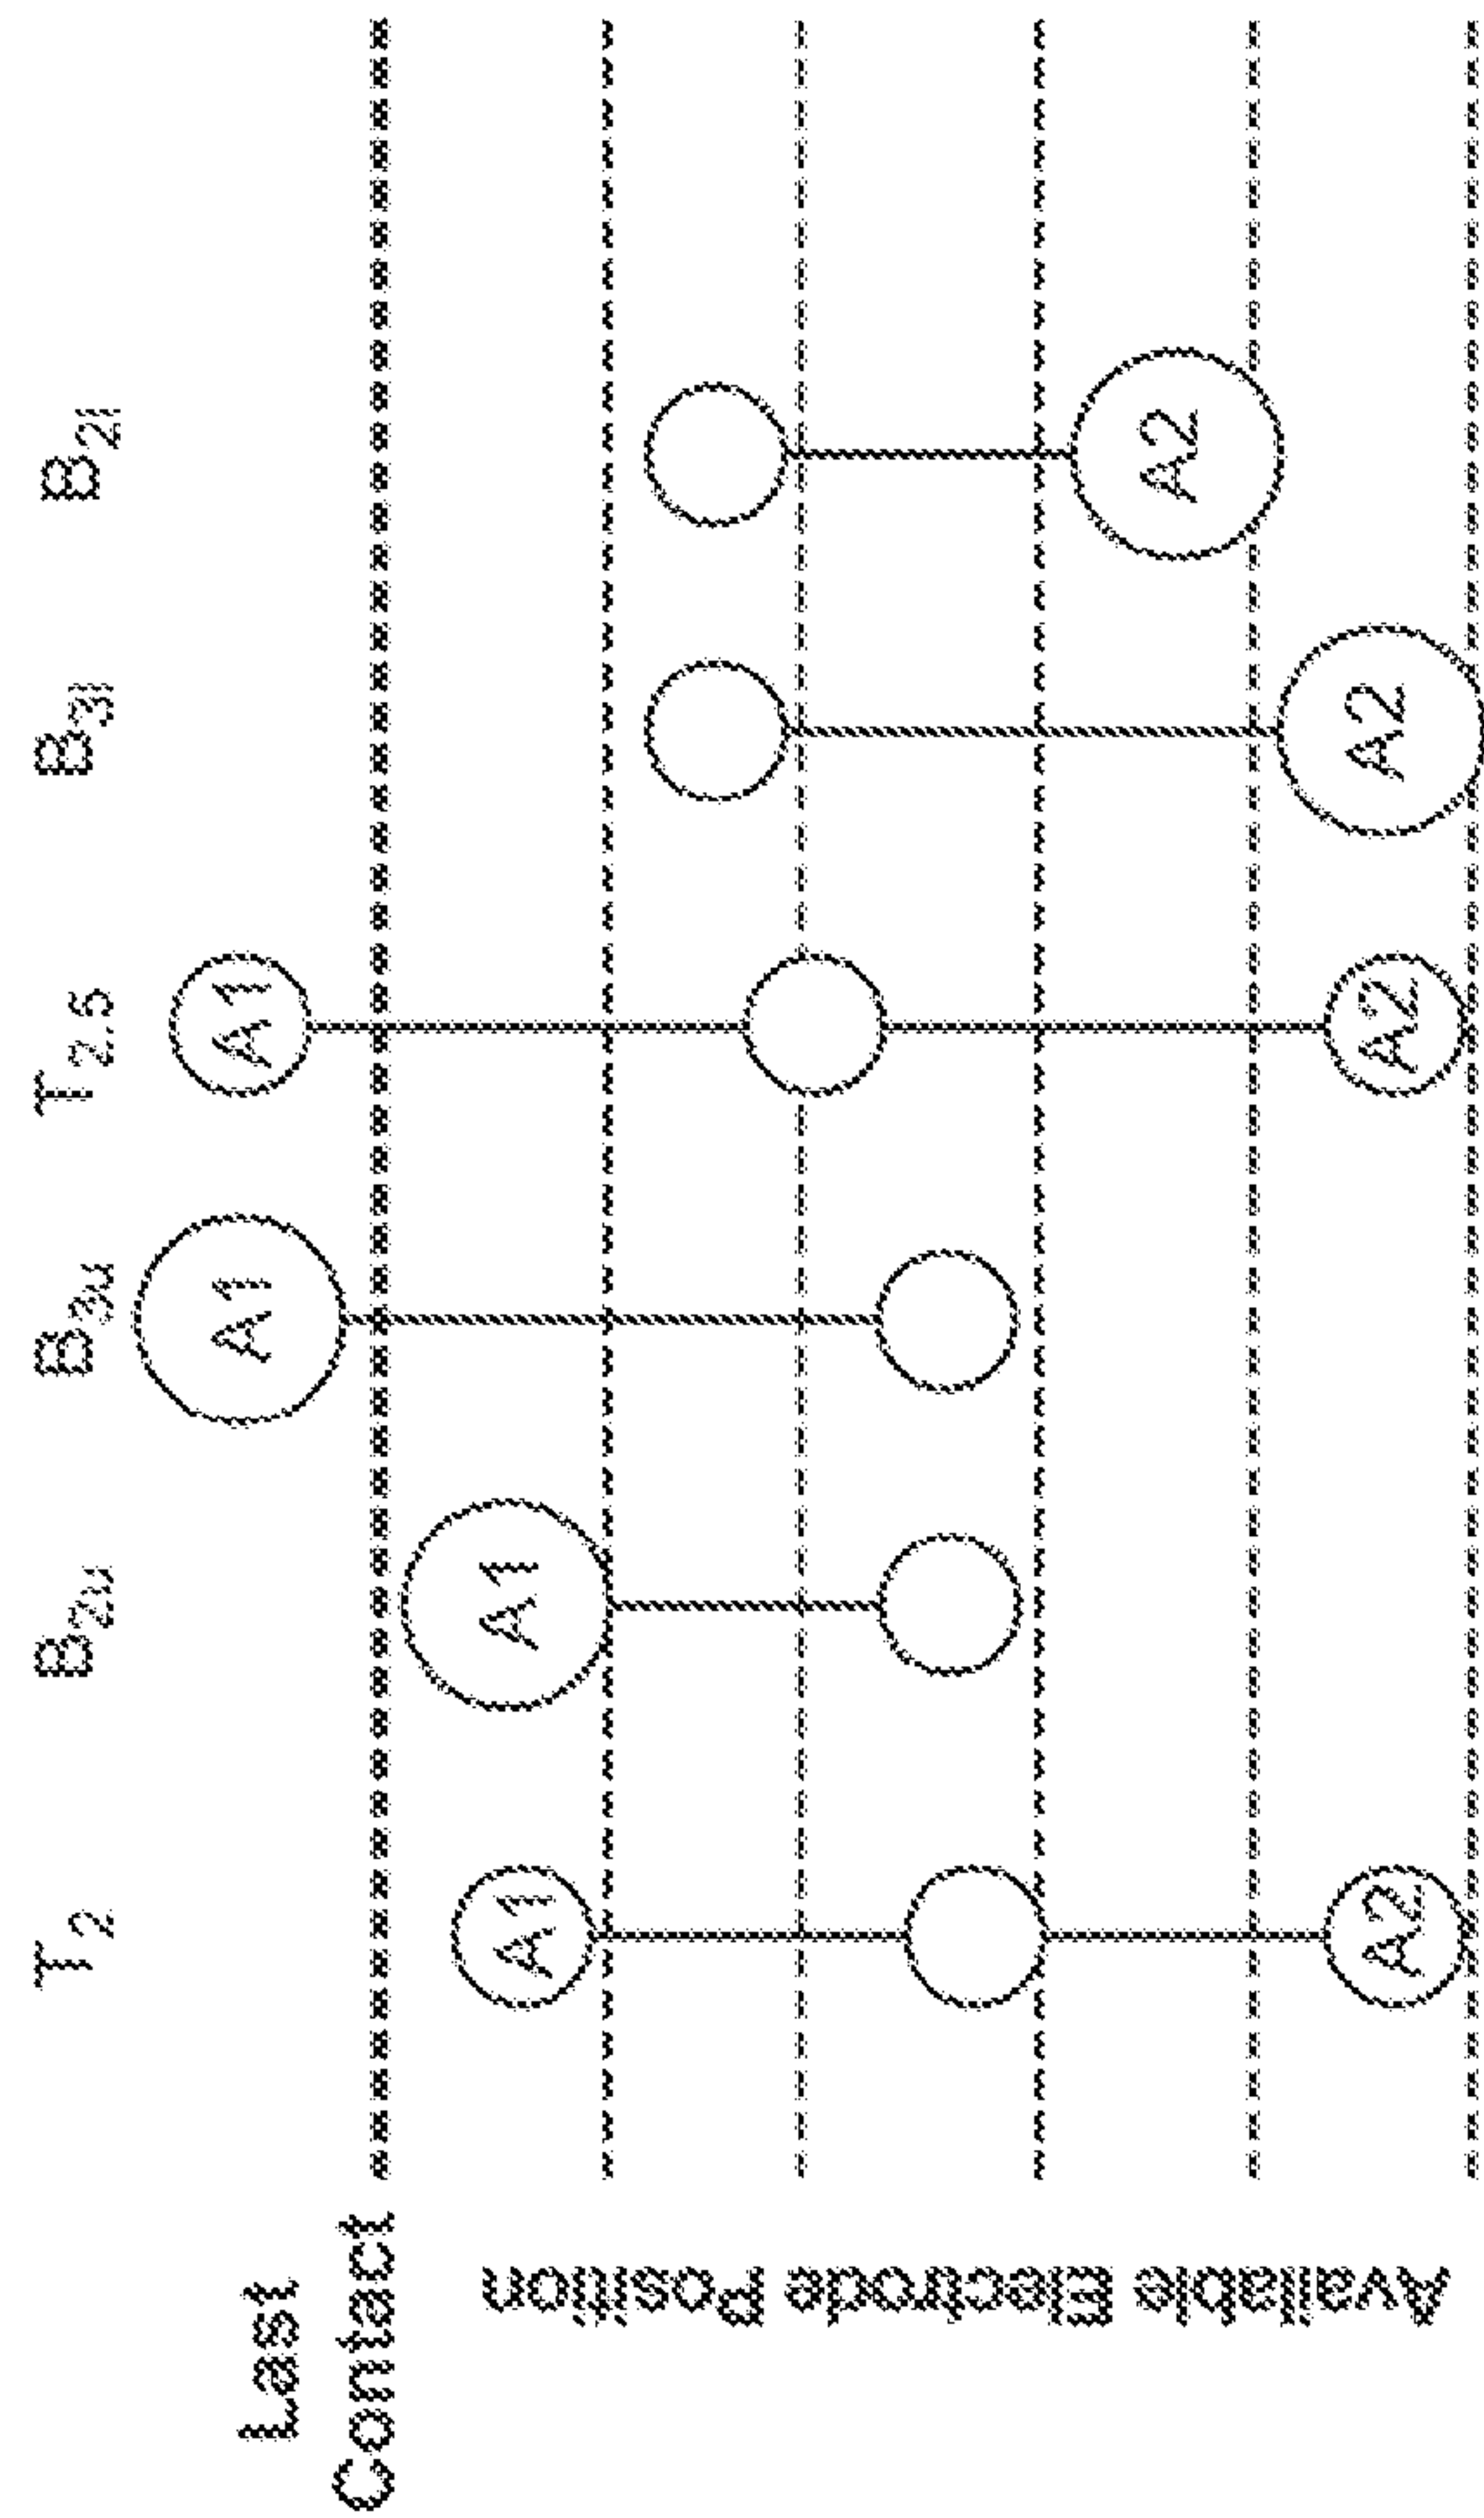 T2
B2u
B3u
T2.5
B3l
B2l
Last
Contact
Available Electrode Position
A1
A1
A1
A1
A2
A2
A2
A2